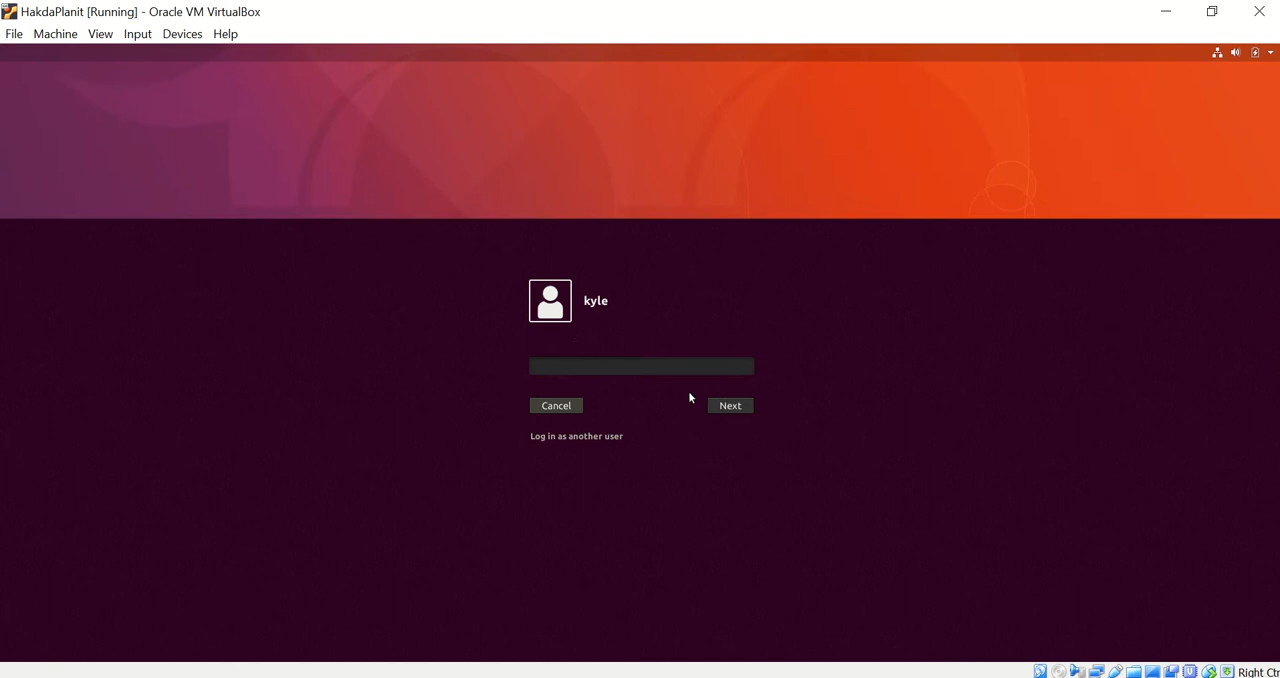 HakdaPlanit [Running] - Oracle VM VirtualBox
File Machine View Input Devices Help
kyle
Cancel Next
Log in as another user
Right Ctr